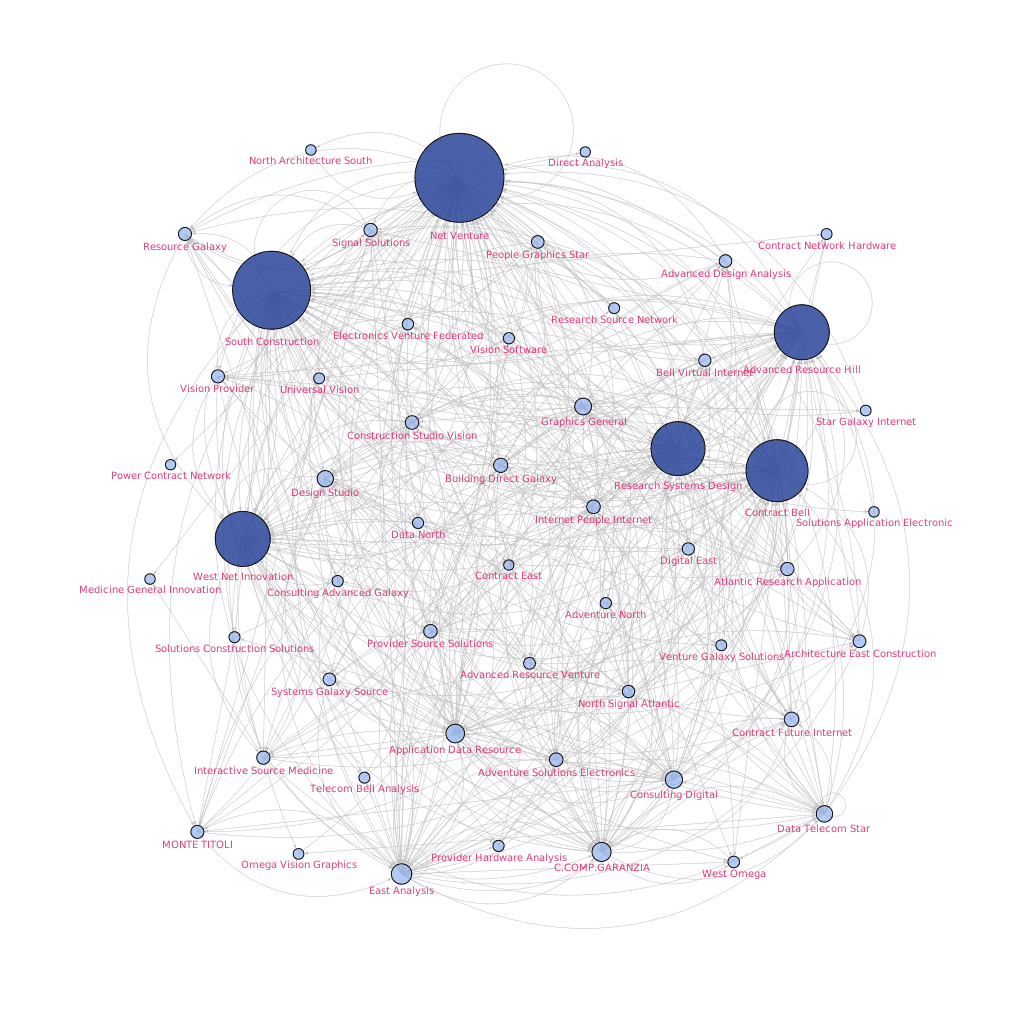 North Architecture South
Direct Analysis
Net Venture
Resource Galaxy
Signal Solutions
People Graphics Star
Contract Network Hardware
Advanced Design Analysis
Research Source Network
South Construction
Electronics Venture Federated
Vision Software
Bell Virtual Internet
Advanced Resource Hill
Vision Provider
Universal Vision
Graphics General
Star Galaxy Internet
Construction Studio Vision
Power Contract Network
Building Direct Galaxy
Research Systems Design
Design Studio
Contract Bell
Internet People Internet
Solutions Application Electronic
Data North
Digital East
West Net Innovation
Contract East
Atlantic Research Application
Medicine General Innovation
Consulting Advanced Galaxy
Adventure North
Provider Source Solutions
Solutions Construction Solutions
Venture Galaxy Solutions
Architecture East Construction
Advanced Resource Venture
Systems Galaxy Source
North Signal Atlantic
Contract Future Internet
Application Data Resource
Interactive Source Medicine
Adventure Solutions Electronics
Telecom Bell Analysis
Consulting Digital
Data Telecom Star
MONTE TITOLI
Provider Hardware Analysis
Omega Vision Graphics
C.COMP.GARANZIA
West Omega
East Analysis